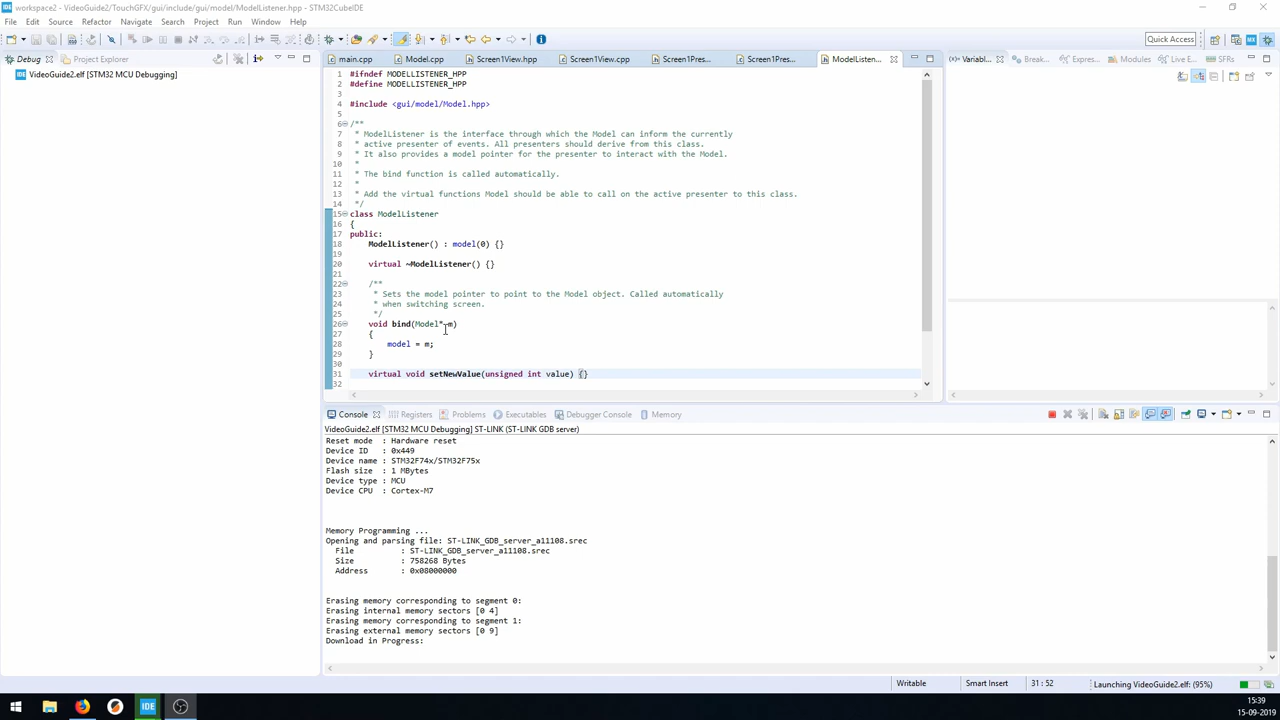 workspace2 - VideoGuide2/TouchGFX/gui/include/gui/model/ModelListener.hpp - STM32CubeIDE
File Edit Source Refactor Navigate Search Project Run Window Help
Quick Access
Debug Project Explorer
VideoGuide2.elf [STM32 MCU Debugging]
main.cpp Model.cpp Screen1View.hpp Screen1View.cpp Screen1Pres... Screen1Pres... ModelListen...
Variabl... Break... Expres... Modules Live E... SFRs
1 #ifndef MODELLISTENER_HPP
2 #define MODELLISTENER_HPP
3
4 #include <gui/model/Model.hpp>
5
6 /**
7 * ModelListener is the interface through which the Model can inform the currently
8 * active presenter of events. All presenters should derive from this class.
9 * It also provides a model pointer for the presenter to interact with the Model.
10 *
11 * The bind function is called automatically.
12 *
13 * Add the virtual functions Model should be able to call on the active presenter to this class.
14 */
15 class ModelListener
16 {
17 public:
18 ModelListener() : model(0) {}
19
20 virtual ~ModelListener() {}
21
22 /**
23 * Sets the model pointer to point to the Model object. Called automatically
24 * when switching screen.
25 */
26 void bind(Model* m)
27 {
28 model = m;
29 }
30
31 virtual void setNewValue(unsigned int value) {}
32
Console Registers Problems Executables Debugger Console Memory
VideoGuide2.elf [STM32 MCU Debugging] ST-LINK (ST-LINK GDB server)
Reset mode : Hardware reset
Device ID : 0x449
Device name : STM32F74x/STM32F75x
Flash size : 1 MBytes
Device type : MCU
Device CPU : Cortex-M7
Memory Programming ...
Opening and parsing file: ST-LINK_GDB_server_a11108.srec
File : ST-LINK_GDB_server_a11108.srec
Size : 758268 Bytes
Address : 0x08000000
Erasing memory corresponding to segment 0:
Erasing internal memory sectors [0 4]
Erasing memory corresponding to segment 1:
Erasing external memory sectors [0 9]
Download in Progress:
Writable Smart Insert 31 : 52 Launching VideoGuide2.elf: (95%)
IDE
15:39
15-09-2019